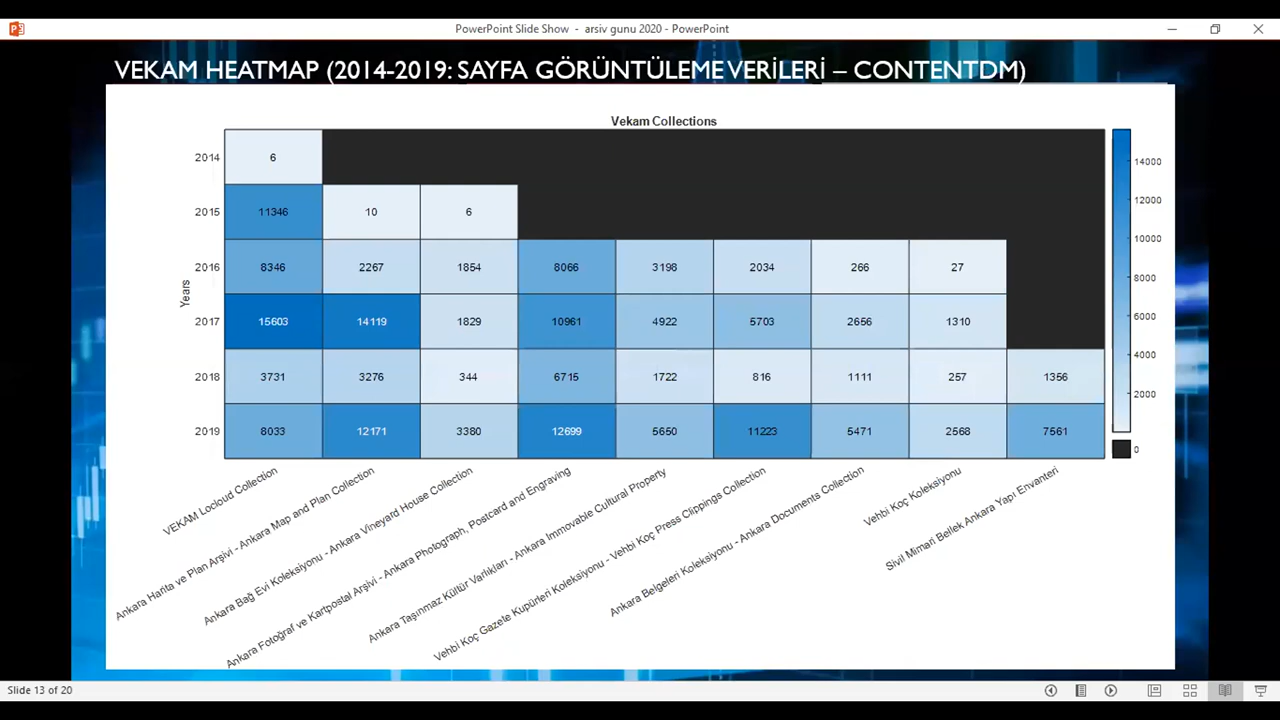 PowerPoint Slide Show - arsiv gunu 2020 - PowerPoint
VEKAM HEATMAP (2014-2019: SAYFA GÖRÜNTÜLEME VERİLERİ – CONTENTDM)
Vekam Collections
2014 6
2015 11346 10 6
2016 8346 2267 1854 8066 3198 2034 266 27
2017 15603 14119 1829 10961 4922 5703 2656 1310
2018 3731 3276 344 6715 1722 816 1111 257 1356
2019 8033 12171 3380 12699 5650 11223 5471 2568 7561
Years
14000
12000
10000
8000
6000
4000
2000
0
VEKAM Locloud Collection
Ankara Harita ve Plan Arşivi - Ankara Map and Plan Collection
Ankara Bağ Evi Koleksiyonu - Ankara Vineyard House Collection
Ankara Fotoğraf ve Kartpostal Arşivi - Ankara Photograph, Postcard and Engraving
Ankara Taşınmaz Kültür Varlıkları - Ankara Immovable Cultural Property
Vehbi Koç Gazete Kupürleri Koleksiyonu - Vehbi Koç Press Clippings Collection
Ankara Belgeleri Koleksiyonu - Ankara Documents Collection
Vehbi Koç Koleksiyonu
Sivil Mimari Bellek Ankara Yapı Envanteri
Slide 13 of 20